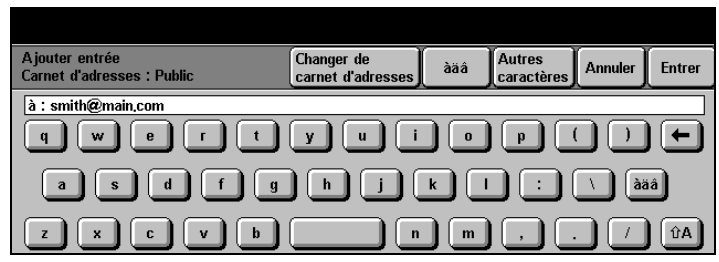 Ajouter entrée
Carnet d'adresses : Public
Changer de
carnet d'adresses
àäâ
Autres
caractères
Annuler
Entrer
à : smith@main.com
q w e r t y u i o p ( ) ←
a s d f g h j k l : \ àäâ
z x c v b n m , . / ⇧A